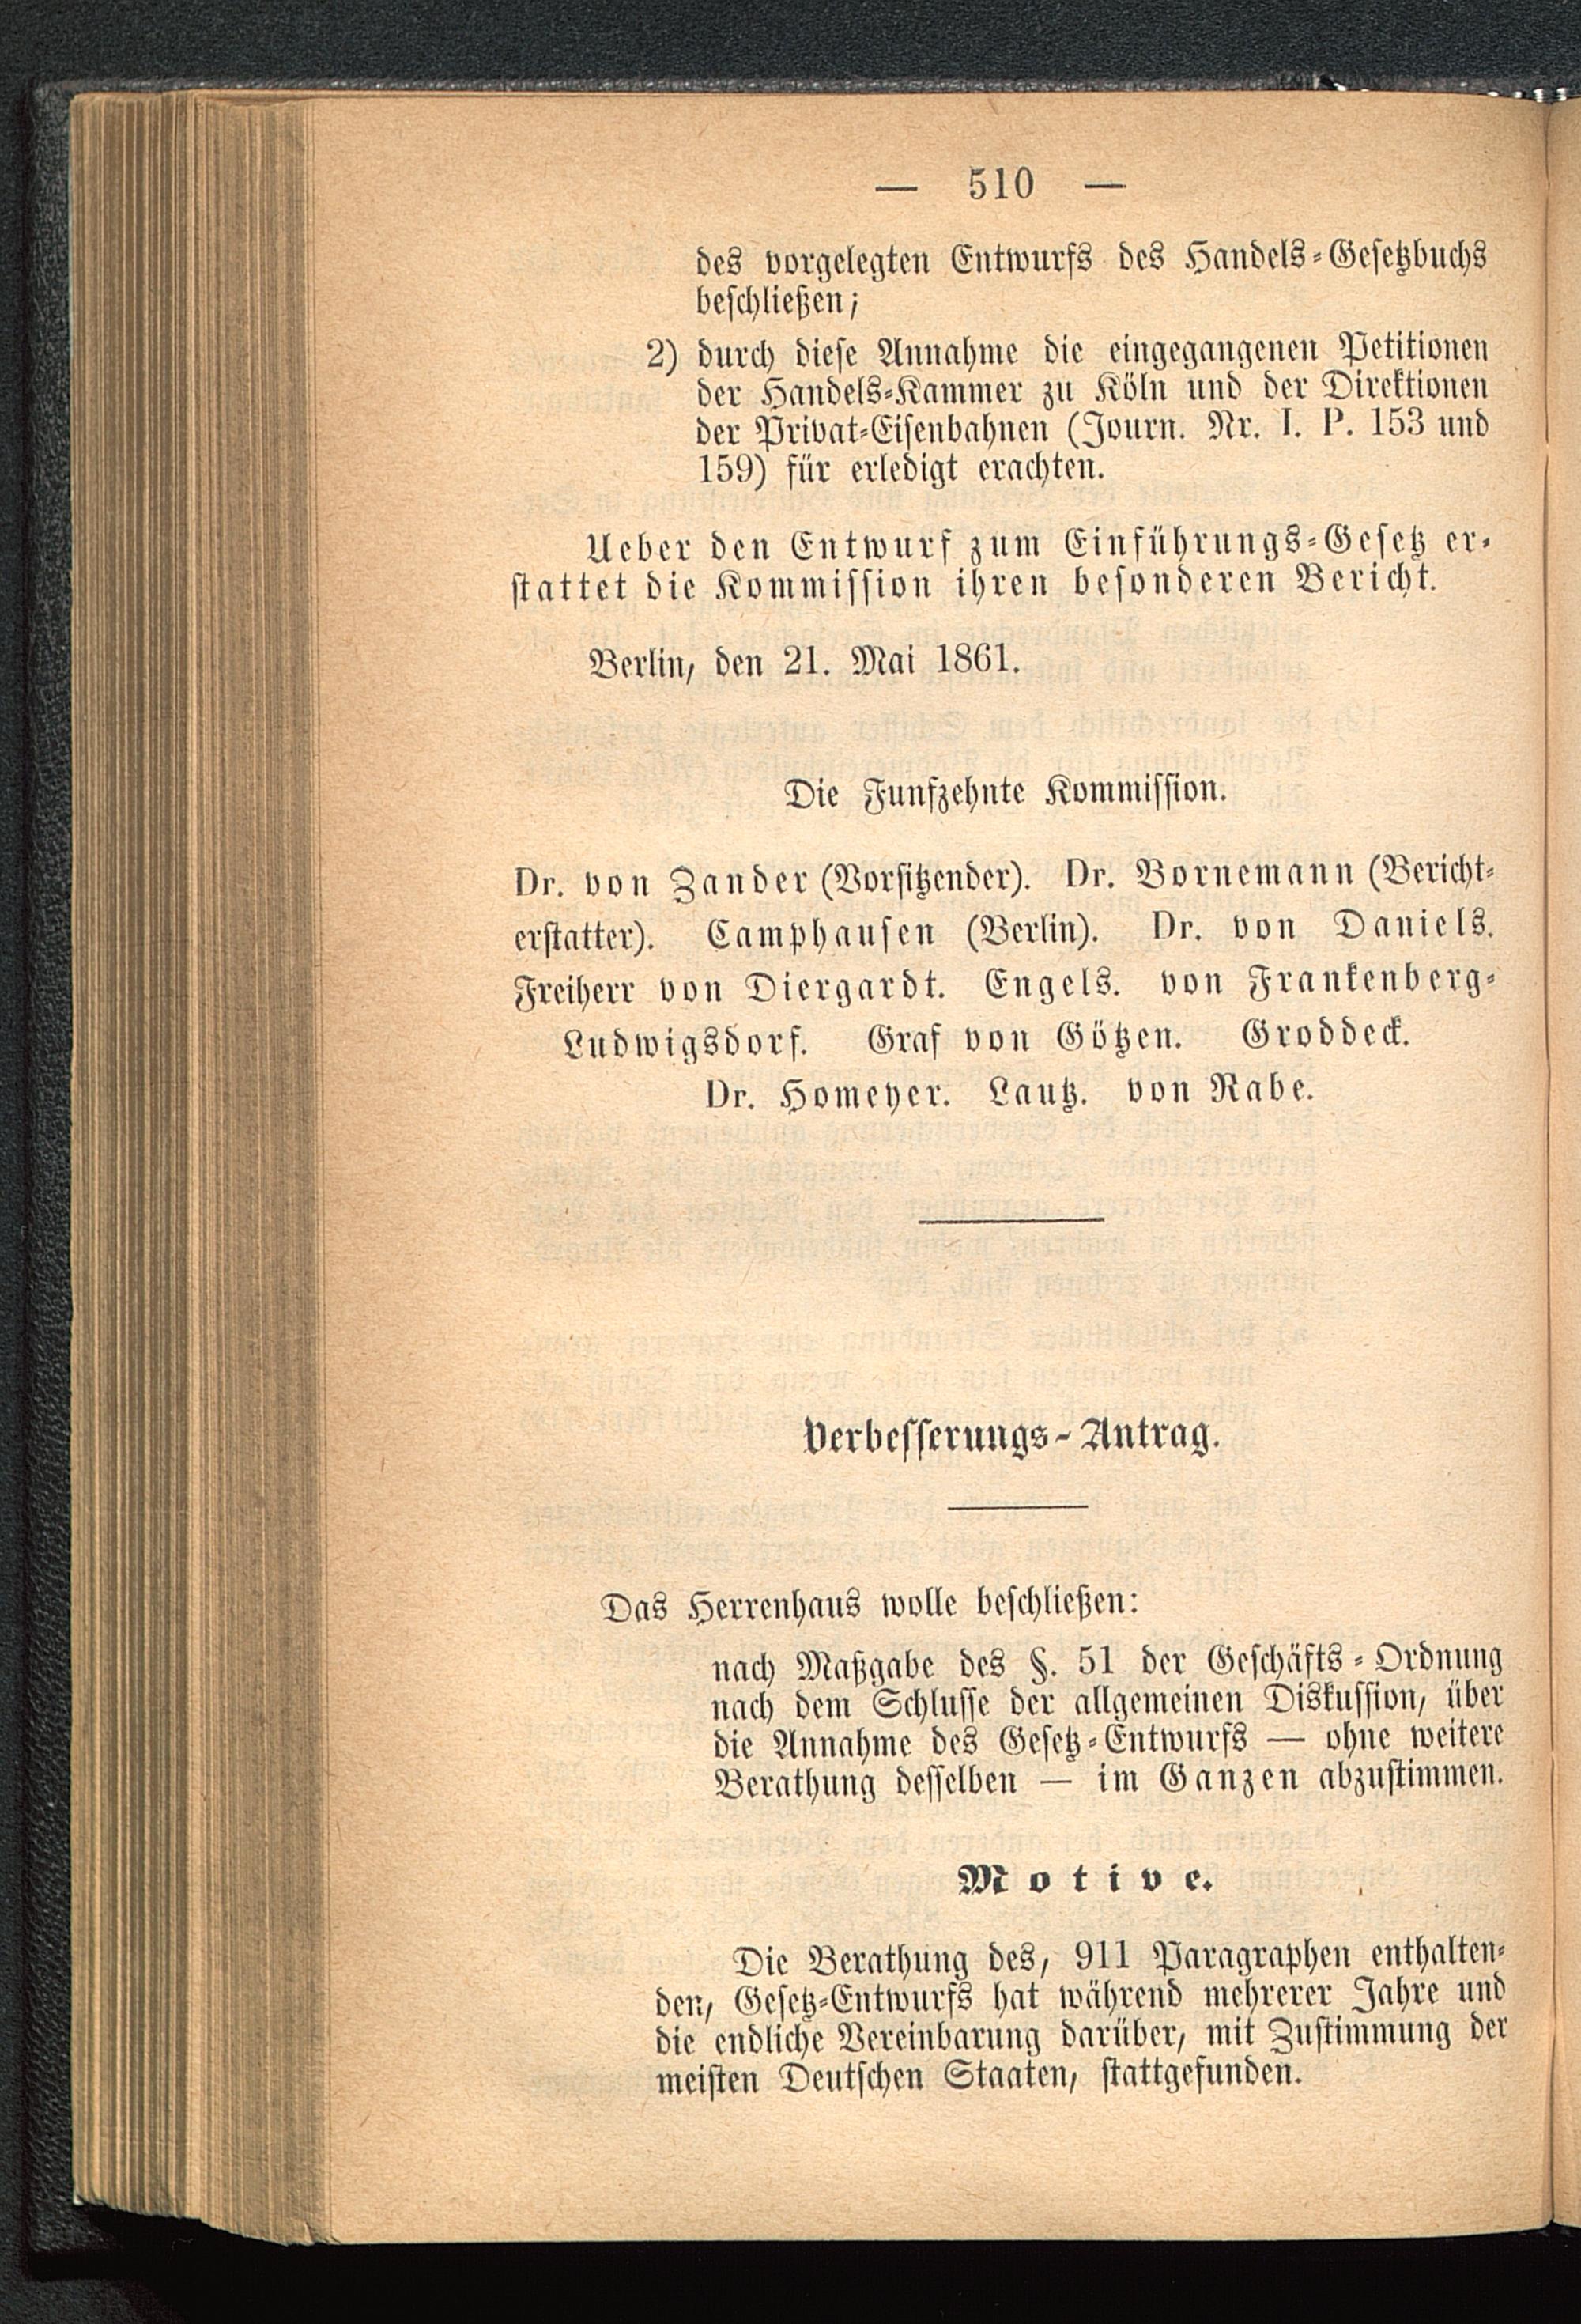 — 510 —
des vorgelegten Entwurfs des Handels-Gesetzbuchs
beschließen;
2) durch diese Annahme die eingegangenen Petitionen
der Handels-Kammer zu Köln und der Direktionen
der Privat-Eisenbahnen (Journ. Nr. I. P. 153 und
159) für erledigt erachten.
Ueber den Entwurf zum Einführungs-Gesetz er-
stattet die Kommission ihren besonderen Bericht.
Berlin, den 21. Mai 1861.
Die Funfzehnte Kommission.
Dr. von Zander (Vorsitzender). Dr. Bornemann (Bericht-
erstatter). Camphausen (Berlin). Dr. von Daniels.
Freiherr von Diergardt. Engels. von Frankenberg-
Ludwigsdorf. Graf von Götzen. Groddeck.
Dr. Homeyer. Lautz. von Rabe.
Verbesserungs-Antrag.
Das Herrenhaus wolle beschließen:
nach Maßgabe des §. 51 der Geschäfts-Ordnung
nach dem Schlusse der allgemeinen Diskussion, über
die Annahme des Gesetz-Entwurfs — ohne weitere
Berathung desselben — im Ganzen abzustimmen.
Motive.
Die Berathung des, 911 Paragraphen enthalten-
den, Gesetz-Entwurfs hat während mehrerer Jahre und
die endliche Vereinbarung darüber, mit Zustimmung der
meisten Deutschen Staaten, stattgefunden.